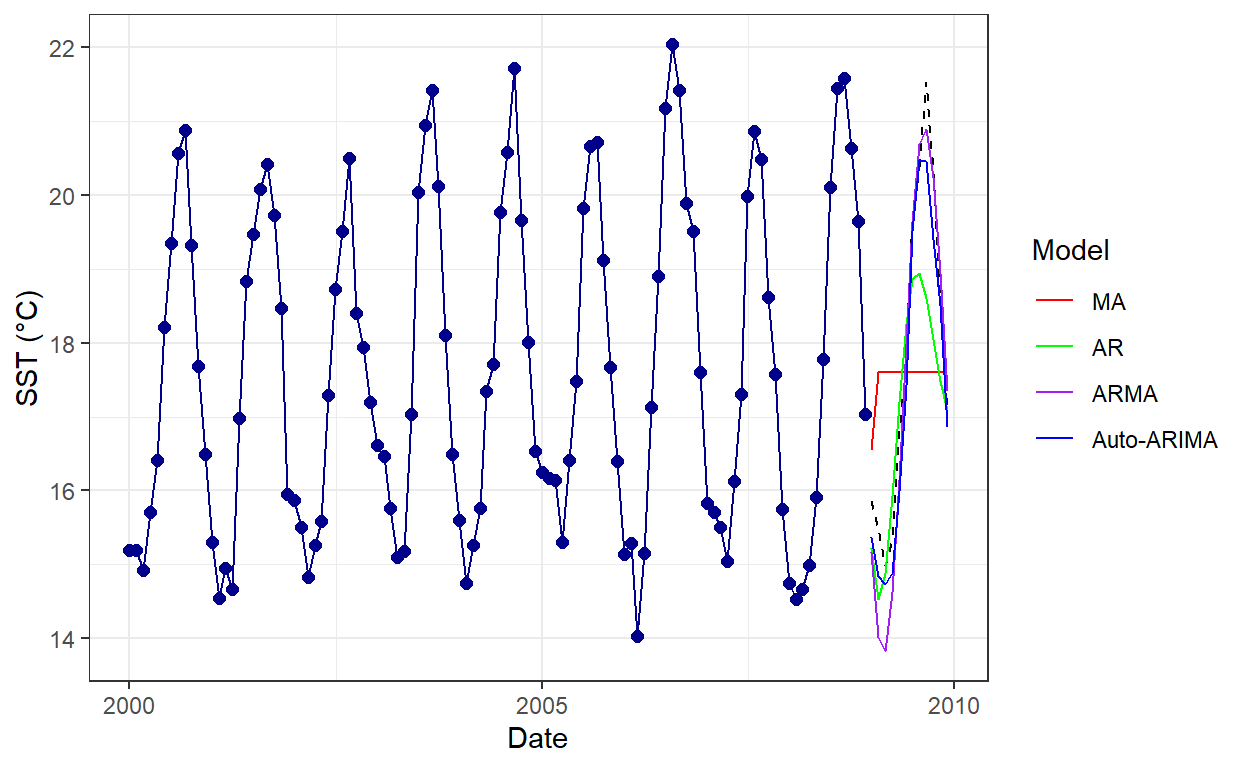 SST (°C)
22
20
18
16
14
2000
2005
2010
Date
Model
MA
AR
ARMA
Auto-ARIMA